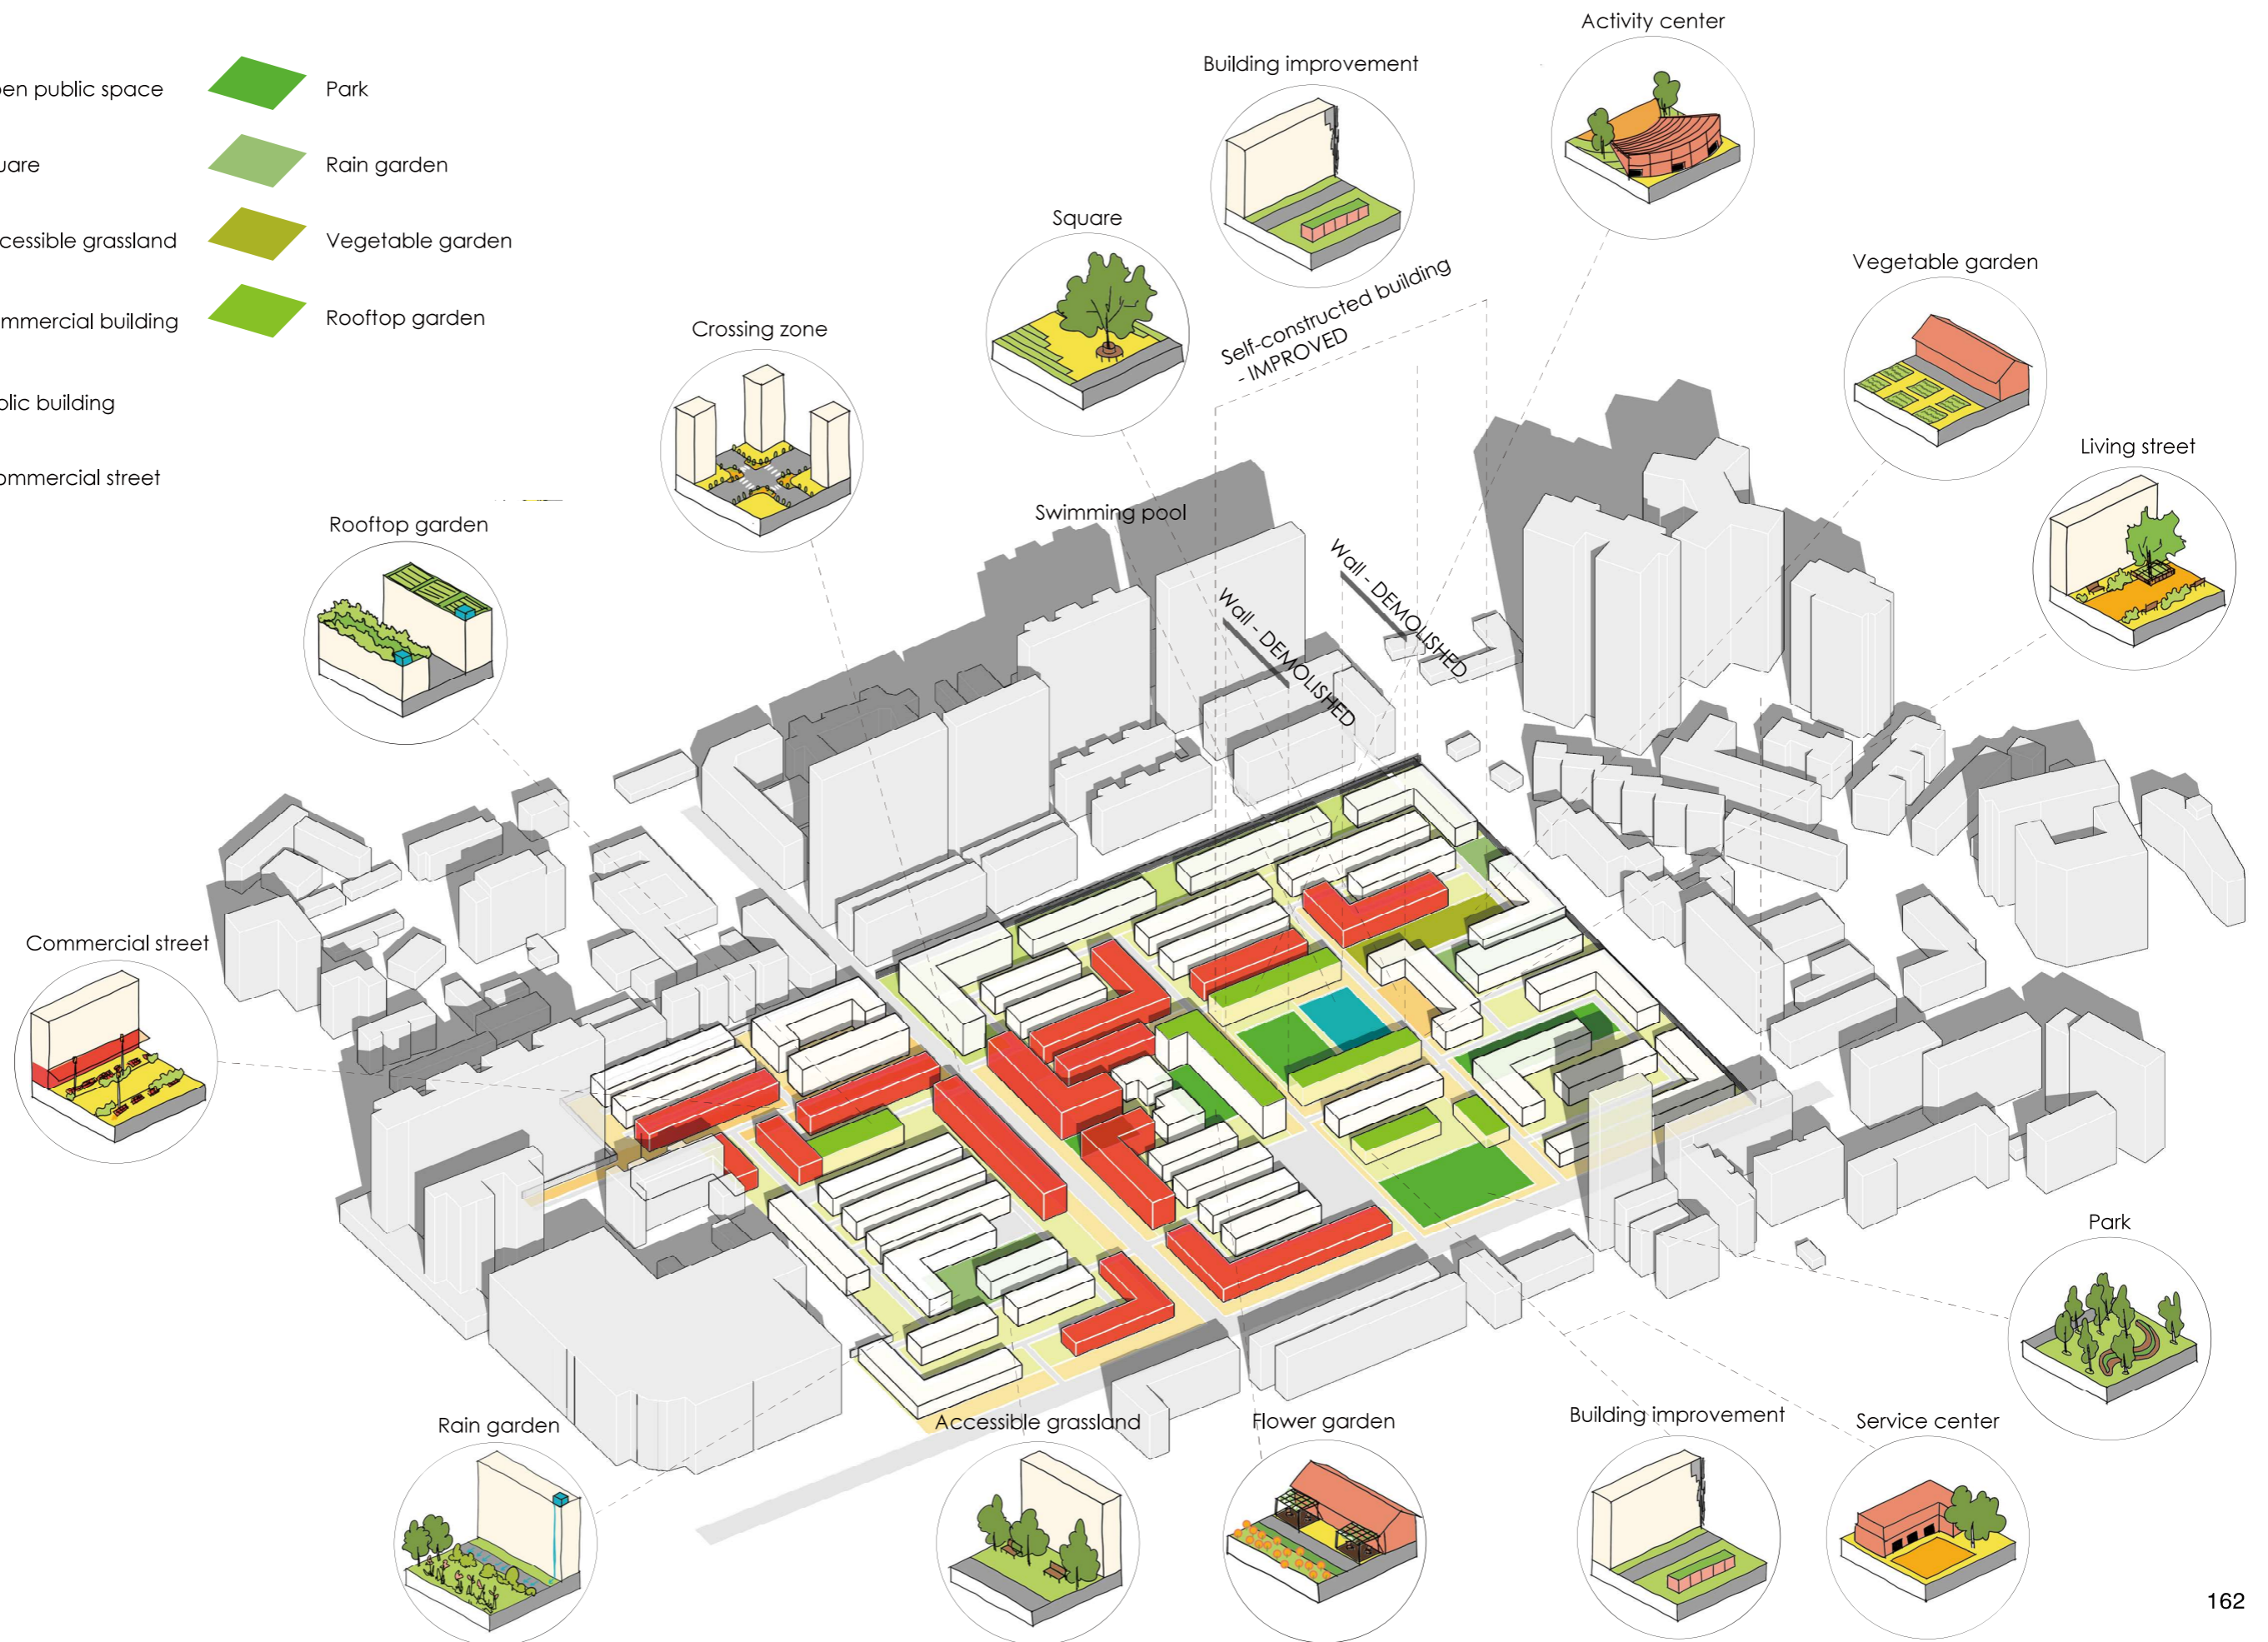 en public space
Park
uare
Rain garden
cessible grassland
Vegetable garden
mmercial building
Rooftop garden
lic building
ommercial street
Activity center
Building improvement
Square
Vegetable garden
Self-constructed building
- IMPROVED
Crossing zone
Living street
Swimming pool
Rooftop garden
Wall - DEMOLISHED
Wall - DEMOLISHED
Commercial street
Park
Rain garden
Accessible grassland
Flower garden
Building improvement
Service center
162